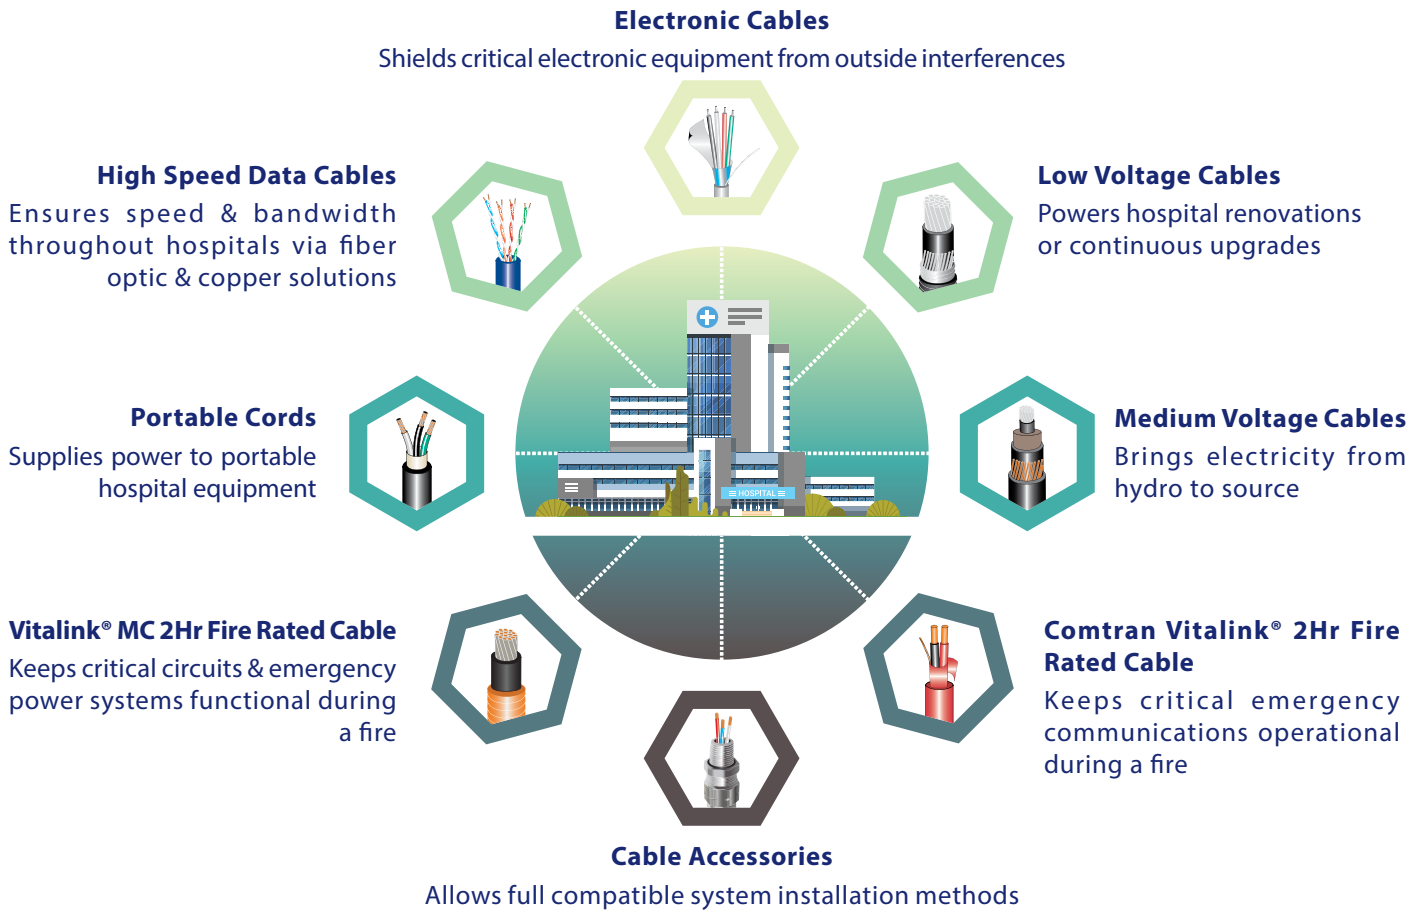 Electronic Cables
Shields critical electronic equipment from outside interferences
High Speed Data Cables
Ensures speed & bandwidth
throughout hospitals via fiber
optic & copper solutions
Low Voltage Cables
Powers hospital renovations
or continuous upgrades
Portable Cords
Supplies power to portable
hospital equipment
HOSPITAL
Medium Voltage Cables
Brings electricity from
hydro to source
Vitalink® MC 2Hr Fire Rated Cable
Keeps critical circuits & emergency
power systems functional during
a fire
Comtran Vitalink® 2Hr Fire
Rated Cable
Keeps critical emergency
communications operational
during a fire
Cable Accessories
Allows full compatible system installation methods